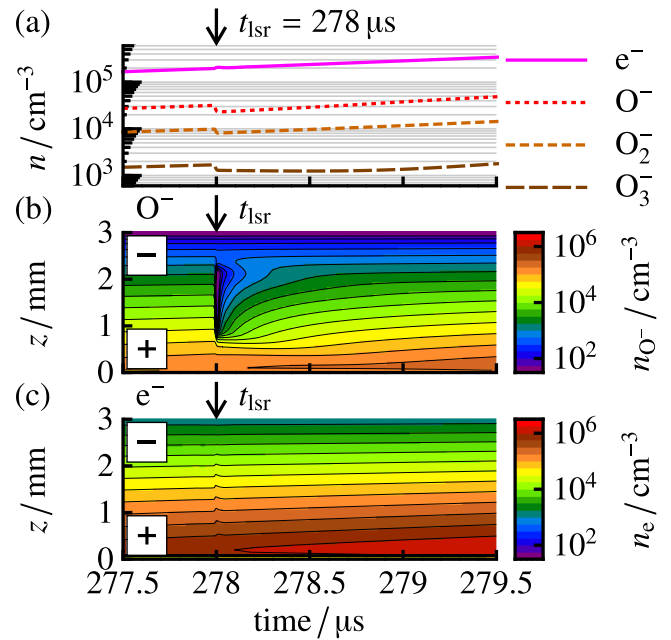 (a)
t_lsr = 278 µs
n / cm⁻³
10⁵
10⁴
10³
e⁻
O⁻
O₂⁻
O₃⁻
(b)
O⁻
t_lsr
z / mm
3
2
1
0
−
+
10⁶
10⁴
10²
n_O⁻ / cm⁻³
(c)
e⁻
t_lsr
z / mm
3
2
1
0
−
+
10⁶
10⁴
10²
n_e / cm⁻³
277.5 278 278.5 279 279.5
time / µs